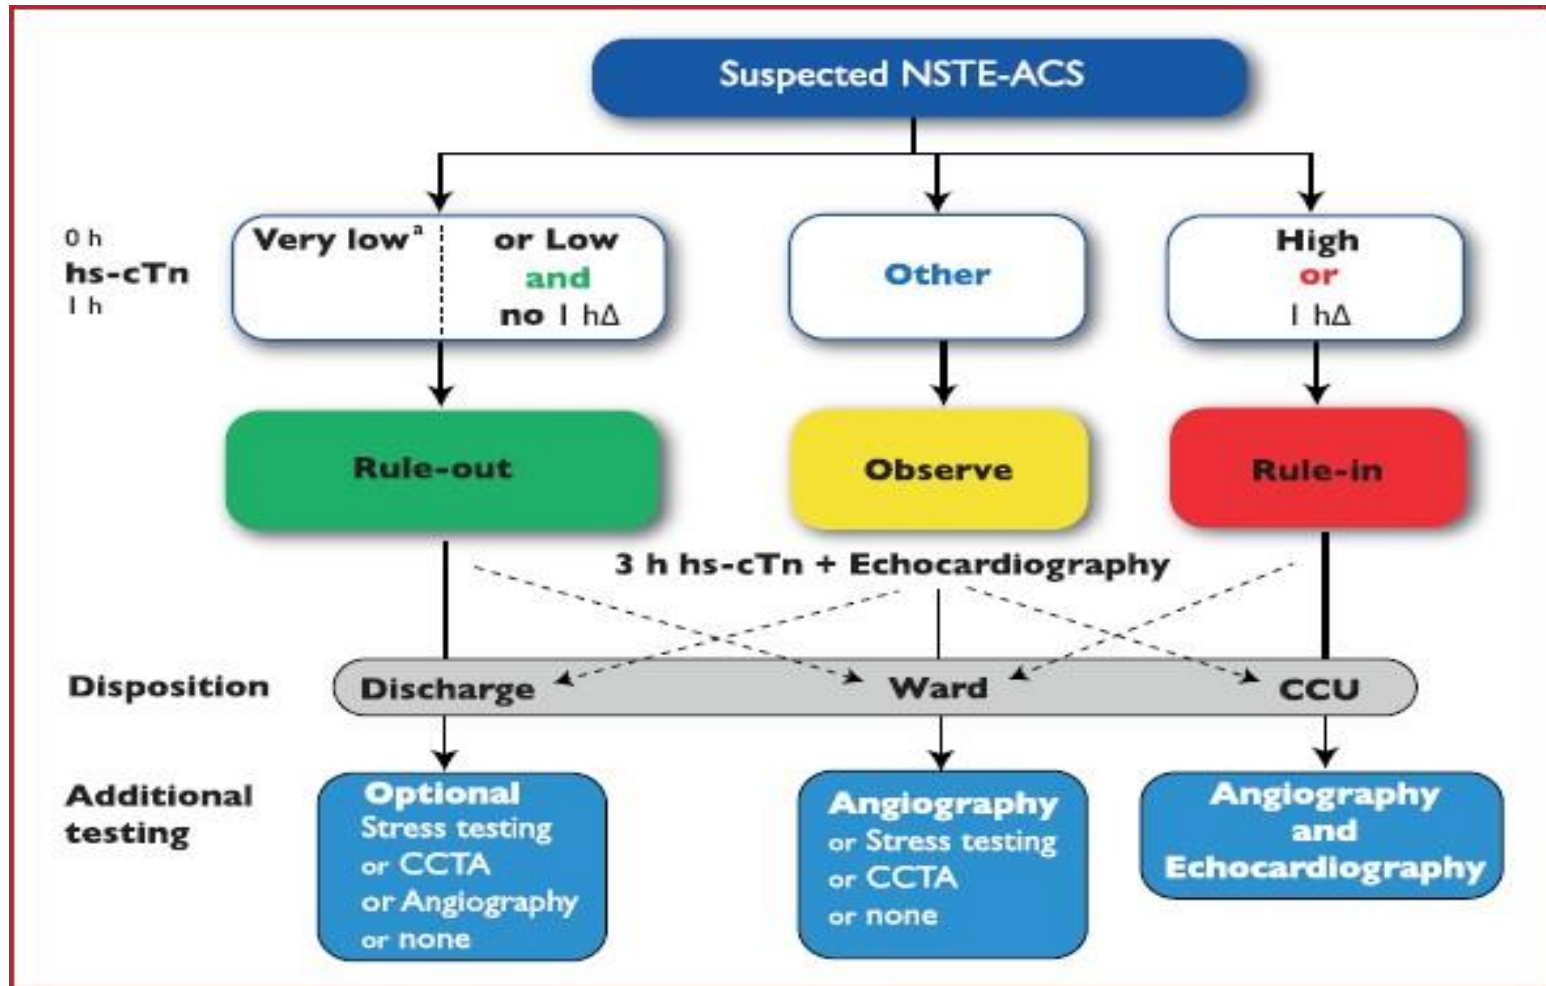 Suspected NSTE-ACS
0 h
hs-cTn
1 h
Very low^a
or Low
and
no 1 hΔ
Other
High
or
1 hΔ
Rule-out
Observe
Rule-in
3 h hs-cTn + Echocardiography
Disposition
Discharge
Ward
CCU
Additional
testing
Optional
Stress testing
or CCTA
or Angiography
or none
Angiography
or Stress testing
or CCTA
or none
Angiography
and
Echocardiography